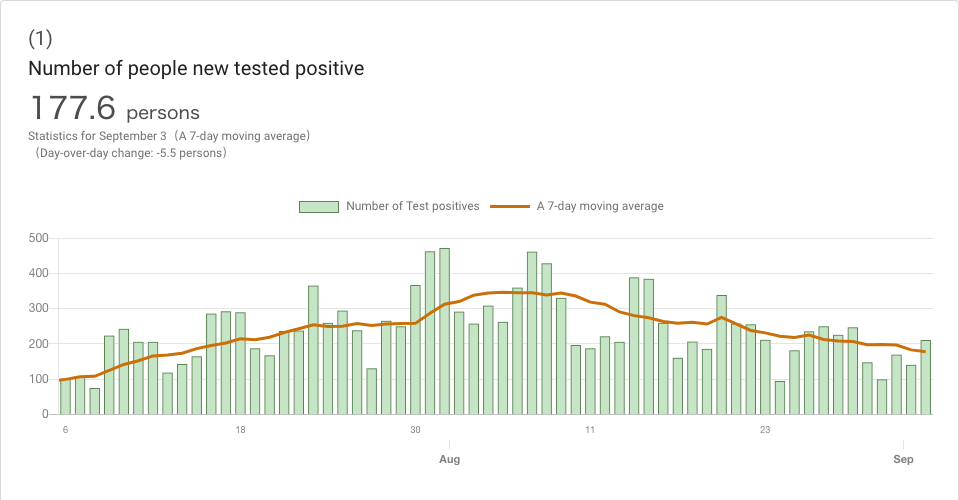 (1)
Number of people new tested positive
177.6 persons
Statistics for September 3（A 7-day moving average）
（Day-over-day change: -5.5 persons）
Number of Test positives A 7-day moving average
500
400
300
200
100
0
6 18 30 11 23
Aug Sep